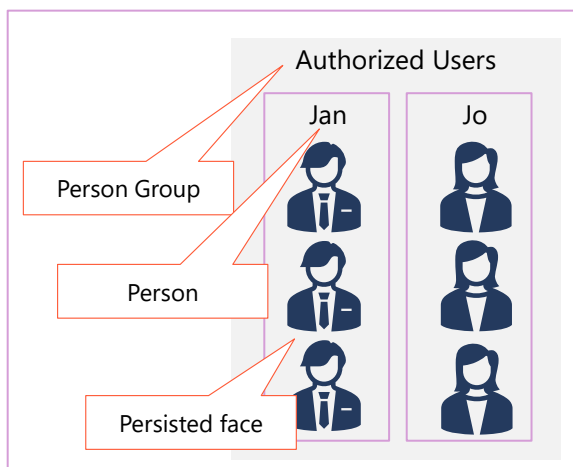 Authorized Users
Jan
Jo
Person Group
Person
Persisted face